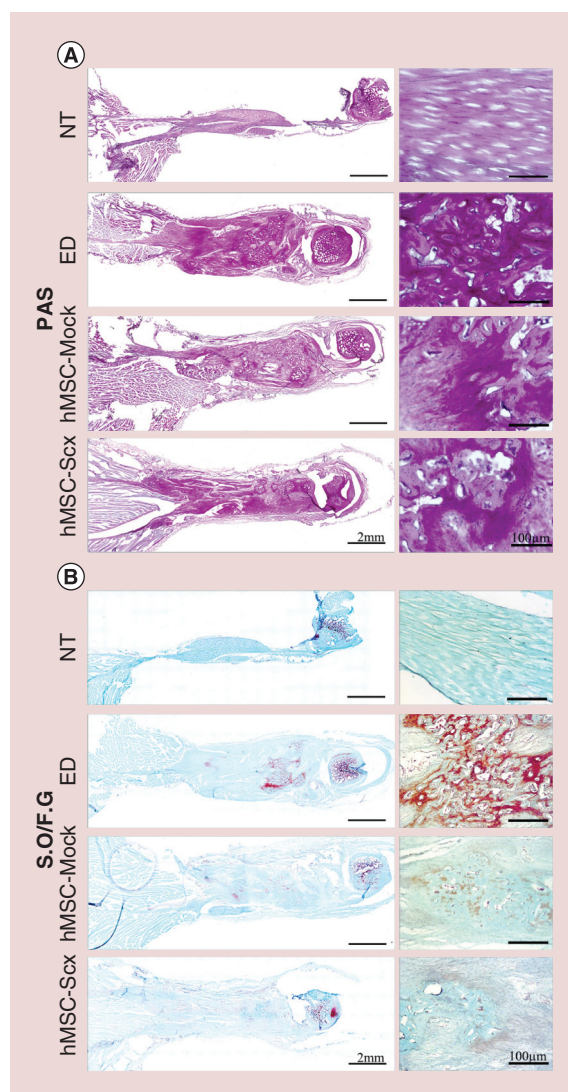 A
PAS
NT
ED
hMSC-Mock
hMSC-Scx
2mm
100µm
B
S.O/F.G
NT
ED
hMSC-Mock
hMSC-Scx
2mm
100µm